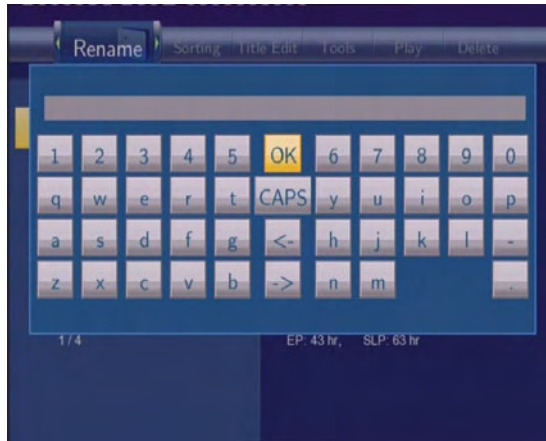 Rename Sorting Title Edit Tools Play Delete
1 2 3 4 5 OK 6 7 8 9 0
q w e r t CAPS y u i o p
a s d f g <- h j k l -
z x c v b -> n m .
1/4 EP: 43 hr, SLP: 63 hr